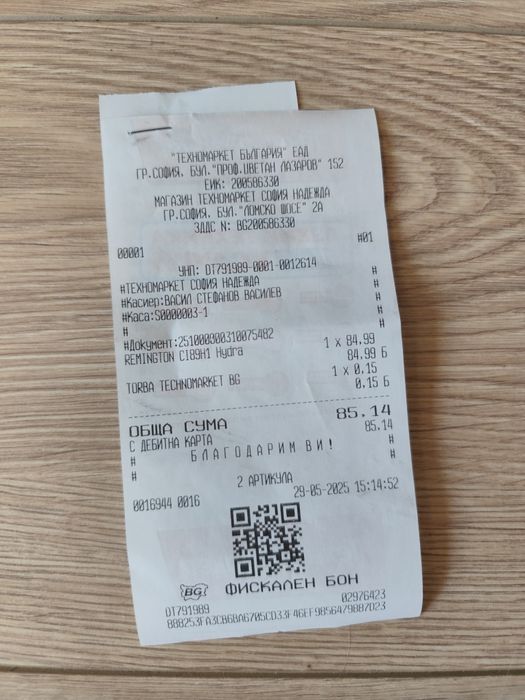 "ТЕХНОМАРКЕТ БЪЛГАРИЯ" ЕАД
ГР.СОФИЯ. БУЛ."ПРОФ.ЦВЕТАН ЛАЗАРОВ" 152
ЕИК: 200586330
МАГАЗИН ТЕХНОМАРКЕТ СОФИЯ НАДЕЖДА
ГР.СОФИЯ. БУЛ."ЛОМСКО ШОСЕ" 2А
ЗДДС N: BG200586330
00001 #01
УНП: DT791989-0001-0012614
#ТЕХНОМАРКЕТ СОФИЯ НАДЕЖДА #
#Касиер:ВАСИЛ СТЕФАНОВ ВАСИЛЕВ #
#Каса:S0000003-1 #
# #
#Документ:251000900310075482 #
REMINGTON CI89H1 Hydra 1 x 84.99
84.99 Б
TORBA TECHNOMARKET BG 1 x 0.15
0.15 Б
ОБЩА СУМА 85.14
С ДЕБИТНА КАРТА 85.14
# БЛАГОДАРИМ ВИ! #
# #
2 АРТИКУЛА
0016944 0016 29-05-2025 15:14:52
BG
ФИСКАЛЕН БОН
DT791989 02976423
BBB253FA3CB6BA6705CD33F46EF9856479887D23